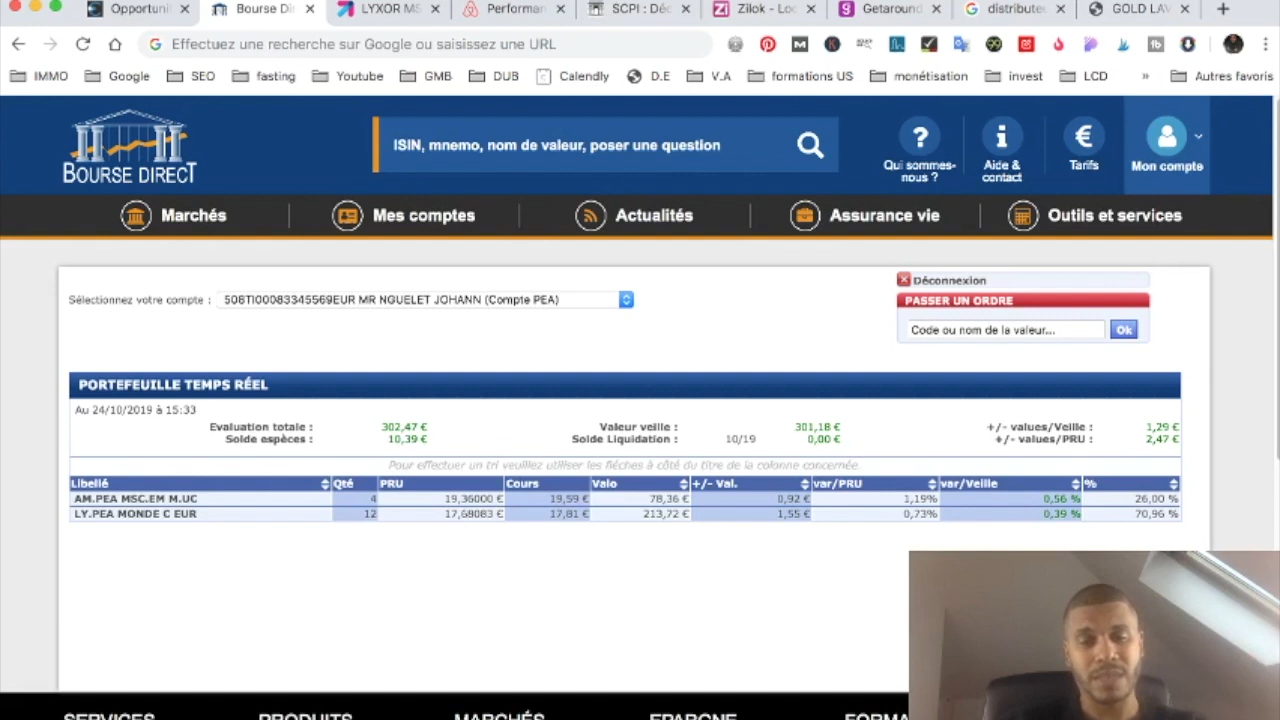 Opportuni
Bourse Di
LYXOR MS
Performan
SCPI : Déc
Zilok - Loc
Getaround
distribute
GOLD LAV
Effectuez une recherche sur Google ou saisissez une URL
IMMO
Google
SEO
fasting
Youtube
GMB
DUB
Calendly
D.E
V.A
formations US
monétisation
invest
LCD
»
Autres favoris
BOURSE DIRECT
ISIN, mnemo, nom de valeur, poser une question
Qui sommes-
nous ?
Aide &
contact
Tarifs
Mon compte
Marchés
Mes comptes
Actualités
Assurance vie
Outils et services
Sélectionnez votre compte : 508TI00083345569EUR MR NGUELET JOHANN (Compte PEA)
Déconnexion
PASSER UN ORDRE
Code ou nom de la valeur... Ok
PORTEFEUILLE TEMPS RÉEL
Au 24/10/2019 à 15:33
Evaluation totale : 302,47 € Valeur veille : 301,18 € +/- values/Veille : 1,29 €
Solde espèces : 10,39 € Solde Liquidation : 10/19 0,00 € +/- values/PRU : 2,47 €
Pour effectuer un tri veuillez utiliser les flèches à côté du titre de la colonne concernée.
Libellé Qté PRU Cours Valo +/- Val. var/PRU var/Veille %
AM.PEA MSC.EM M.UC 4 19,36000 € 19,59 € 78,36 € 0,92 € 1,19% 0,56 % 26,00 %
LY.PEA MONDE C EUR 12 17,68083 € 17,81 € 213,72 € 1,55 € 0,73% 0,39 % 70,96 %
SERVICES
PRODUITS
MARCHÉS
EPARGNE
FORMA